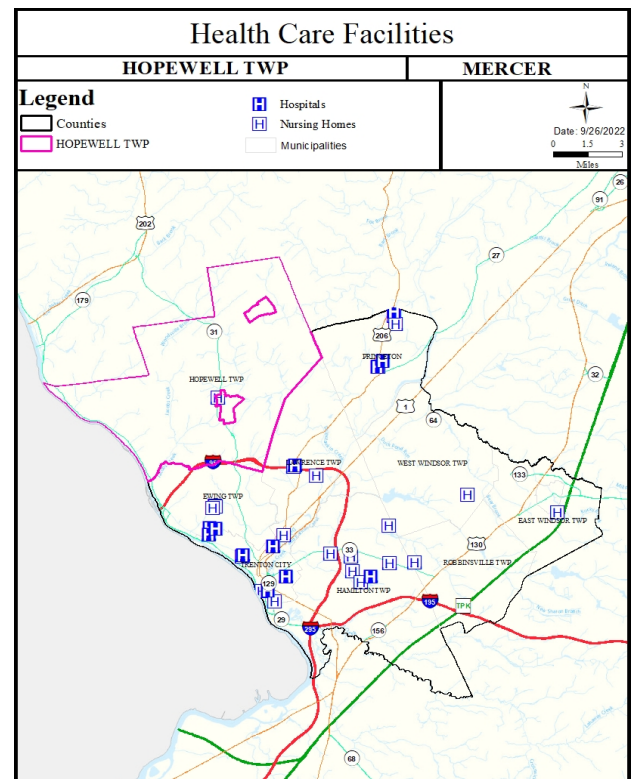 Health Care Facilities
HOPEWELL TWP
MERCER
Legend
Counties
HOPEWELL TWP
H Hospitals
H Nursing Homes
Municipalities
N
Date: 9/26/2022
0 1.5 3
Miles
26
91
202
27
179
206
31
PRINCETON
32
HOPEWELL TWP
1
64
LAWRENCE TWP
WEST WINDSOR TWP
133
EWING TWP
EAST WINDSOR TWP
130
33
ROBBINSVILLE TWP
TRENTON CITY
129
HAMILTON TWP
195
TPK
29
295
156
68